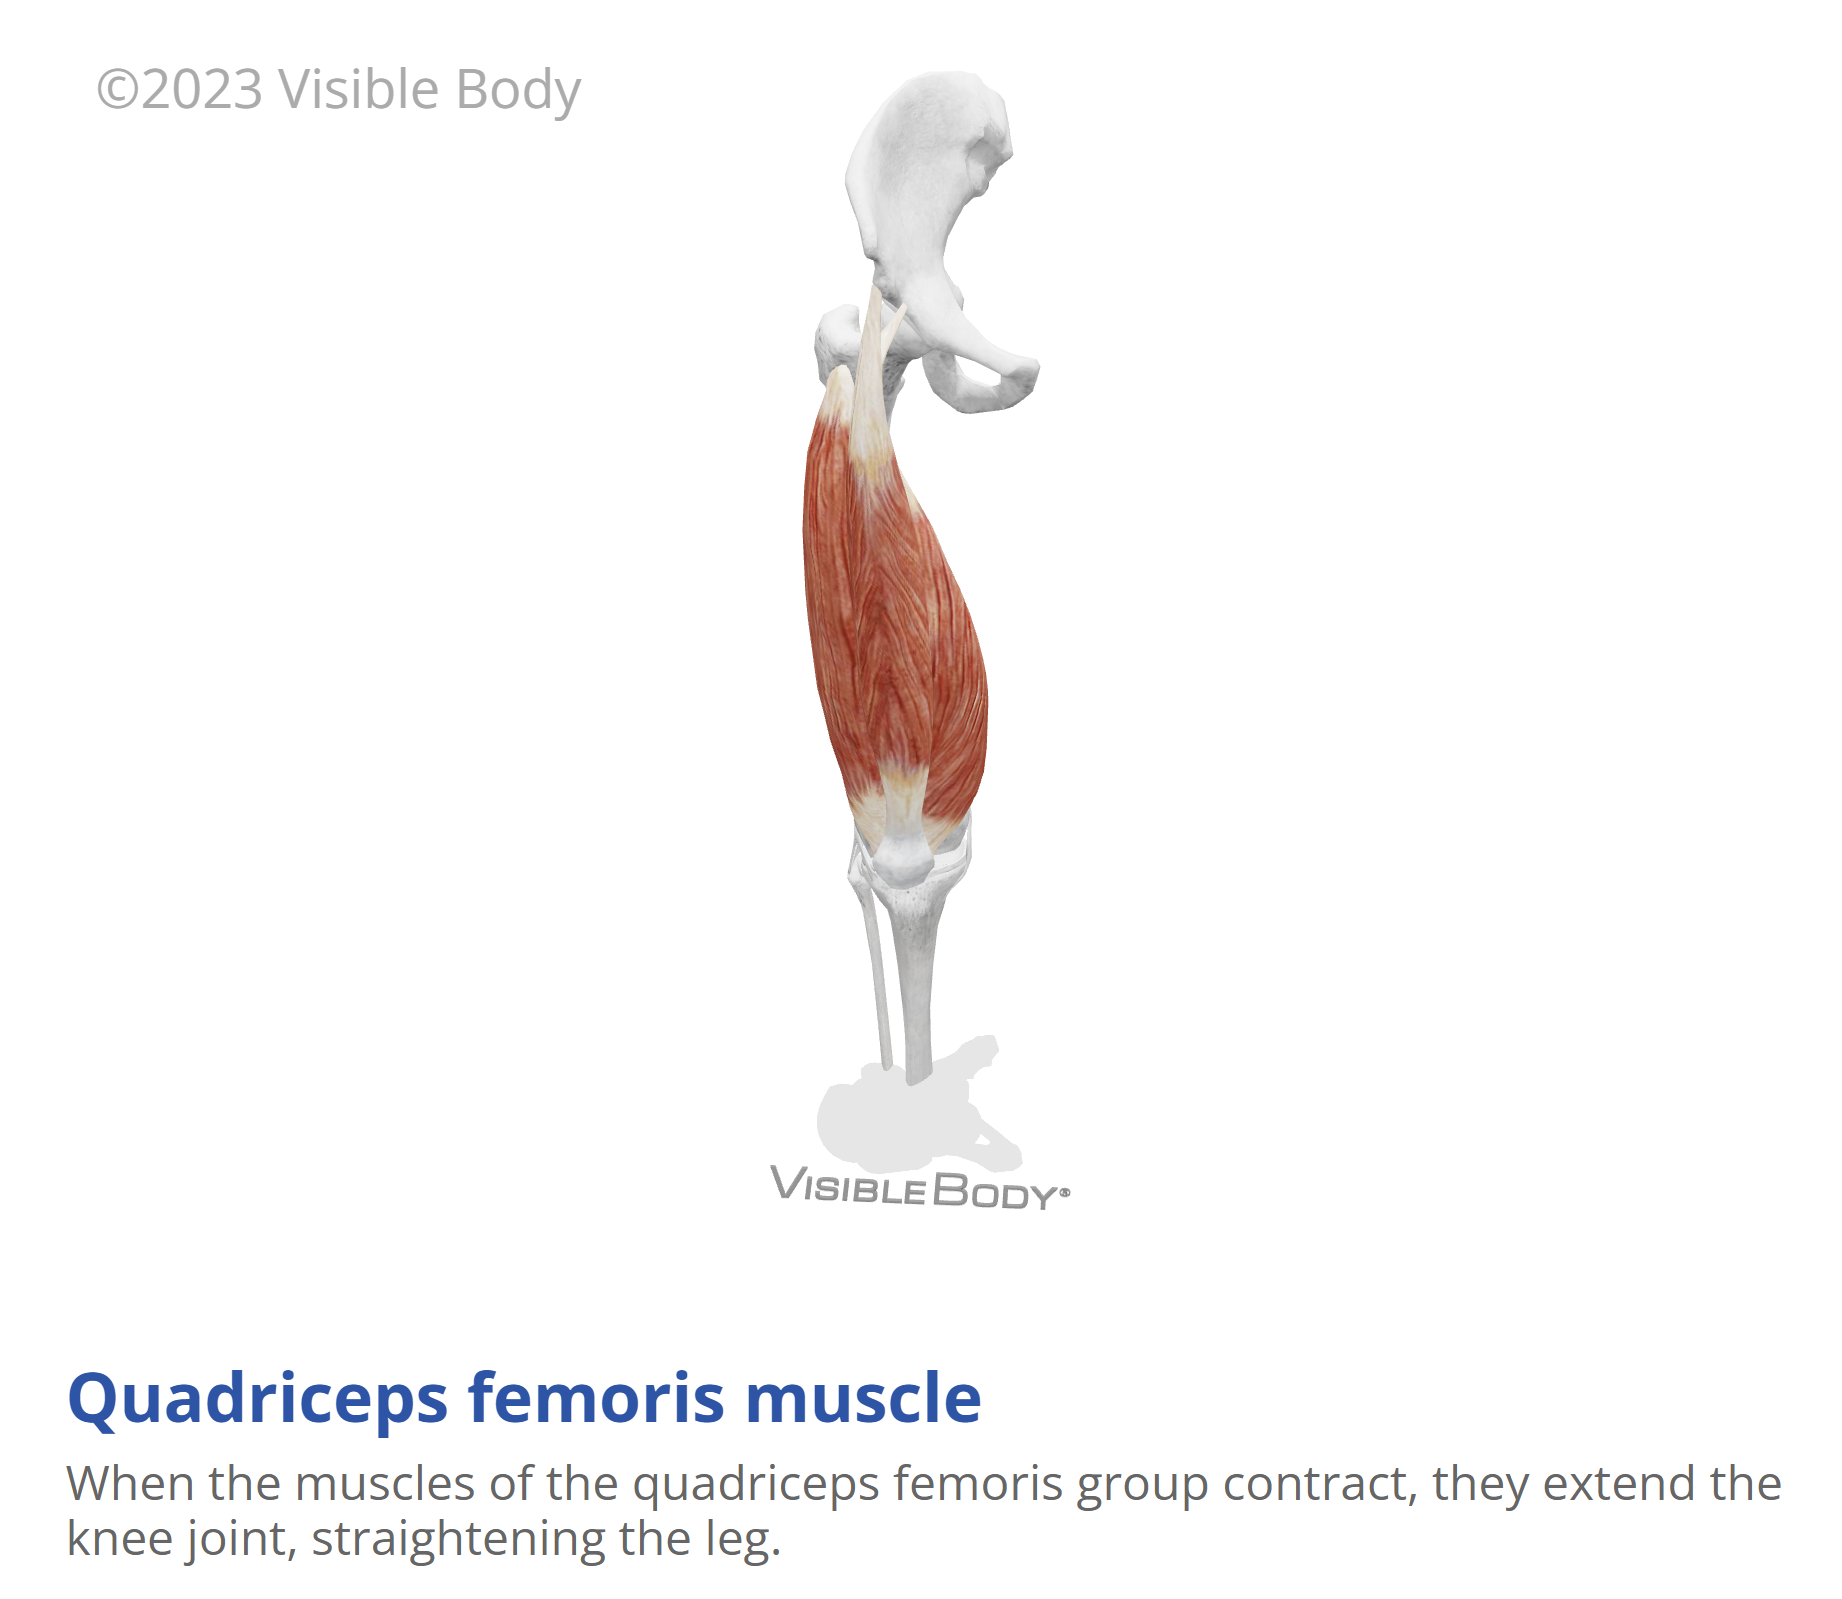 ©2023 Visible Body
VISIBLE BODY®
Quadriceps femoris muscle
When the muscles of the quadriceps femoris group contract, they extend the
knee joint, straightening the leg.